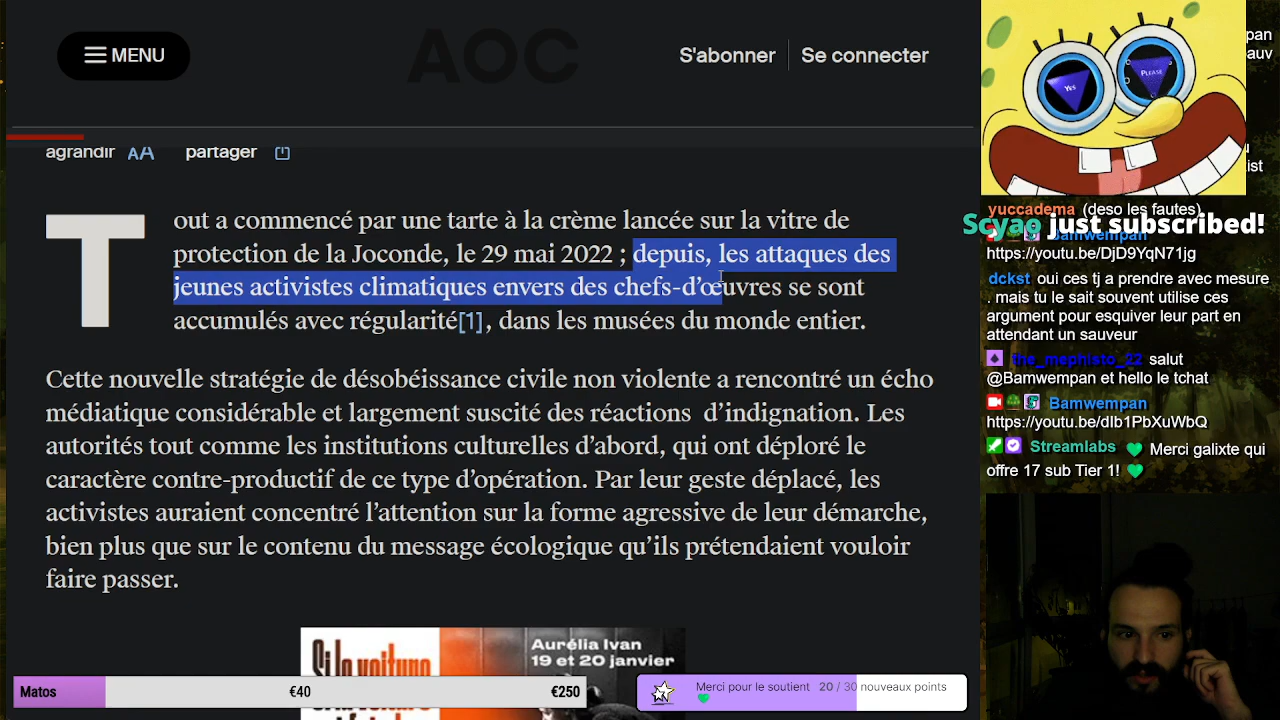 MENU
AOC
S'abonner
Se connecter
agrandir AA
partager
Tout a commencé par une tarte à la crème lancée sur la vitre de
protection de la Joconde, le 29 mai 2022 ; depuis, les attaques des
jeunes activistes climatiques envers des chefs-d’œuvres se sont
accumulés avec régularité[1], dans les musées du monde entier.
Cette nouvelle stratégie de désobéissance civile non violente a rencontré un écho
médiatique considérable et largement suscité des réactions d’indignation. Les
autorités tout comme les institutions culturelles d’abord, qui ont déploré le
caractère contre-productif de ce type d’opération. Par leur geste déplacé, les
activistes auraient concentré l’attention sur la forme agressive de leur démarche,
bien plus que sur le contenu du message écologique qu’ils prétendaient vouloir
faire passer.
Si la voiture
Aurélia Ivan
19 et 20 janvier
Matos
€40
€250
Merci pour le soutient 20 / 30 nouveaux points
YES
PLEASE
yuccadema (deso les fautes)
Scyao just subscribed!
Bamwempan
https://youtu.be/DjD9YqN71jg
dckst oui ces tj a prendre avec mesure
. mais tu le sait souvent utilise ces
argument pour esquiver leur part en
attendant un sauveur
the_mephisto_22 salut
@Bamwempan et hello le tchat
Bamwempan
https://youtu.be/dIb1PbXuWbQ
Streamlabs Merci galixte qui
offre 17 sub Tier 1!